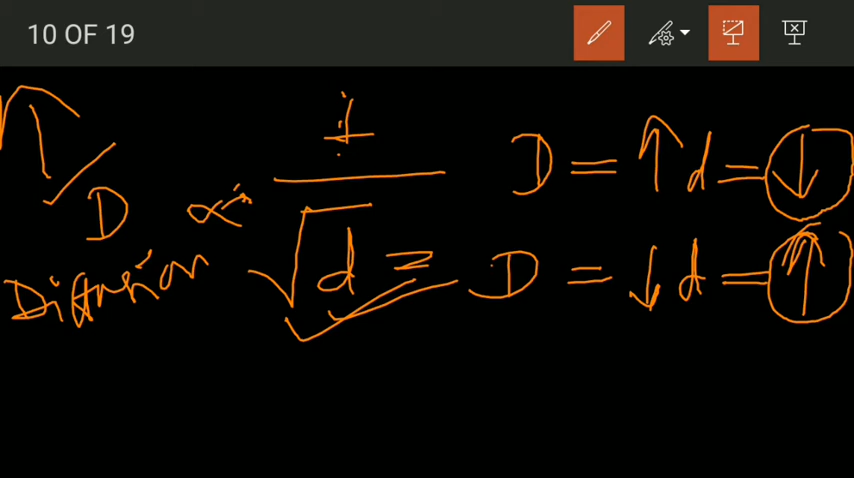 10 OF 19
↑ D ∝ 1 / √d = D = ↑ d = ↓
Diffusion D = ↓ d = ↑